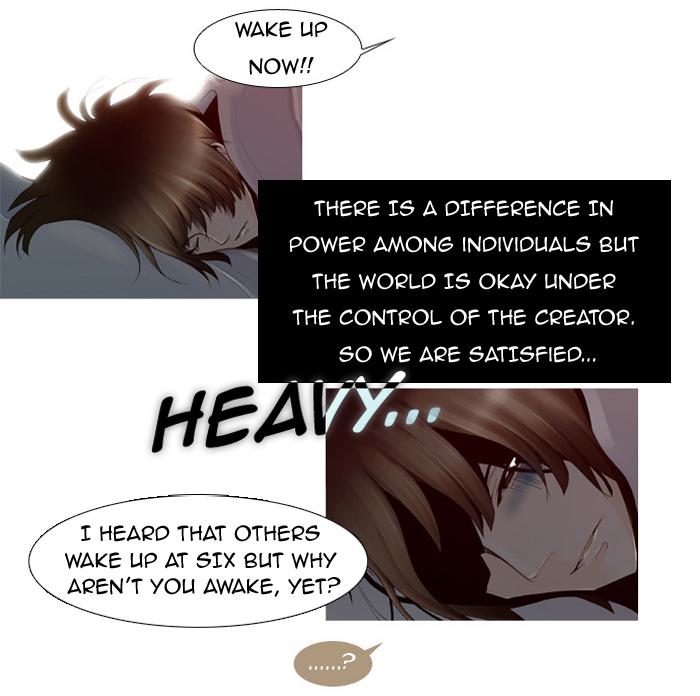 WAKE UP
NOW!!
THERE IS A DIFFERENCE IN
POWER AMONG INDIVIDUALS BUT
THE WORLD IS OKAY UNDER
THE CONTROL OF THE CREATOR.
SO WE ARE SATISFIED...
HEAVY...
I HEARD THAT OTHERS
WAKE UP AT SIX BUT WHY
AREN'T YOU AWAKE, YET?
......?